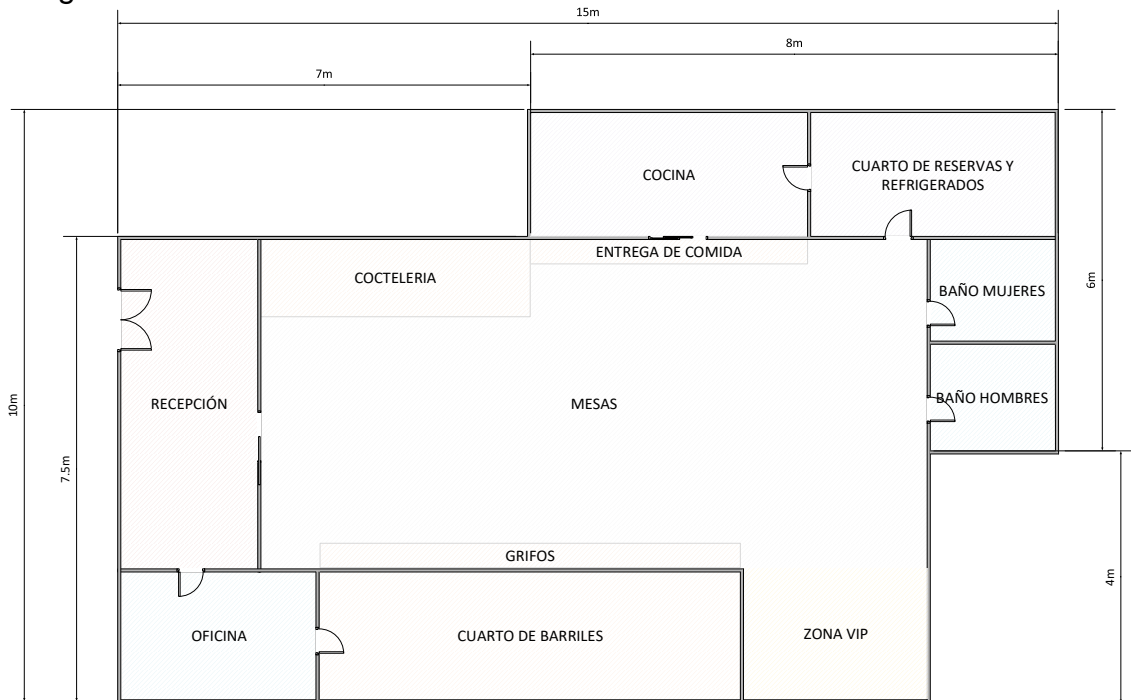 15m
8m
7m
COCINA
CUARTO DE RESERVAS Y
REFRIGERADOS
ENTREGA DE COMIDA
COCTELERIA
BAÑO MUJERES
6m
RECEPCIÓN
MESAS
BAÑO HOMBRES
10m
7.5m
GRIFOS
4m
OFICINA
CUARTO DE BARRILES
ZONA VIP